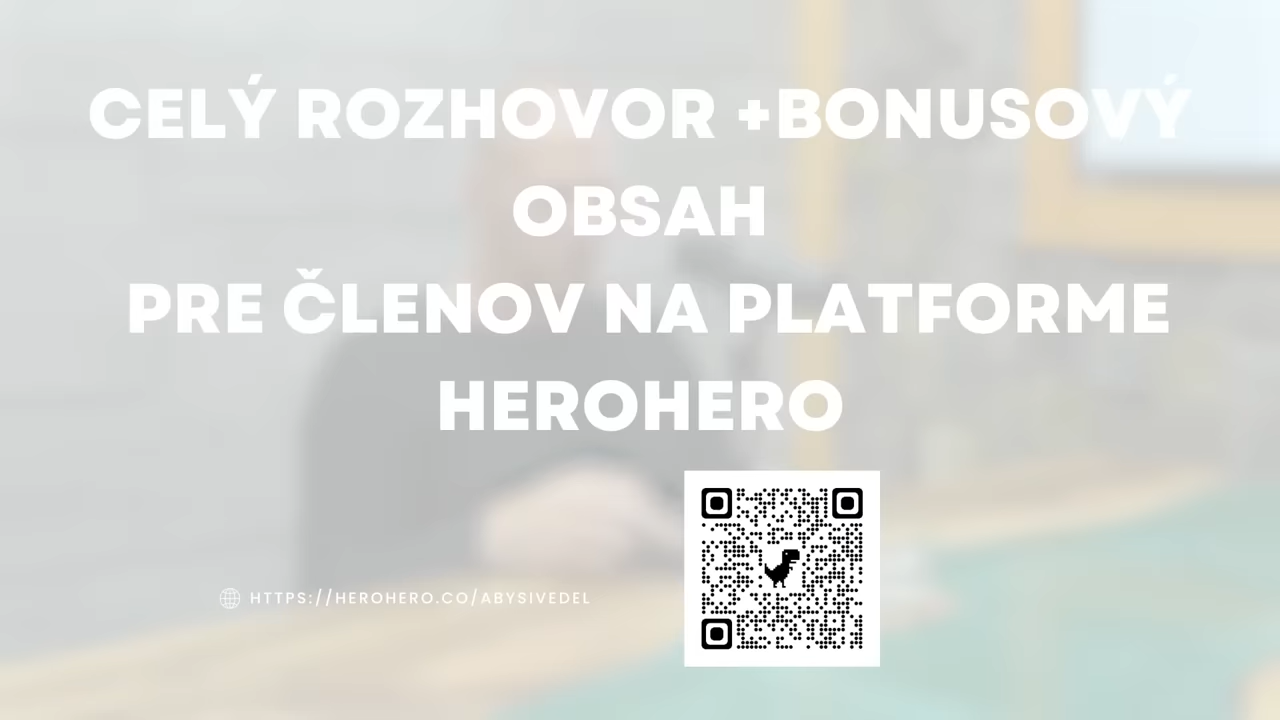 CELÝ ROZHOVOR +BONUSOVÝ
OBSAH
PRE ČLENOV NA PLATFORME
HEROHERO
HTTPS://HEROHERO.CO/ABYSIVEDEL